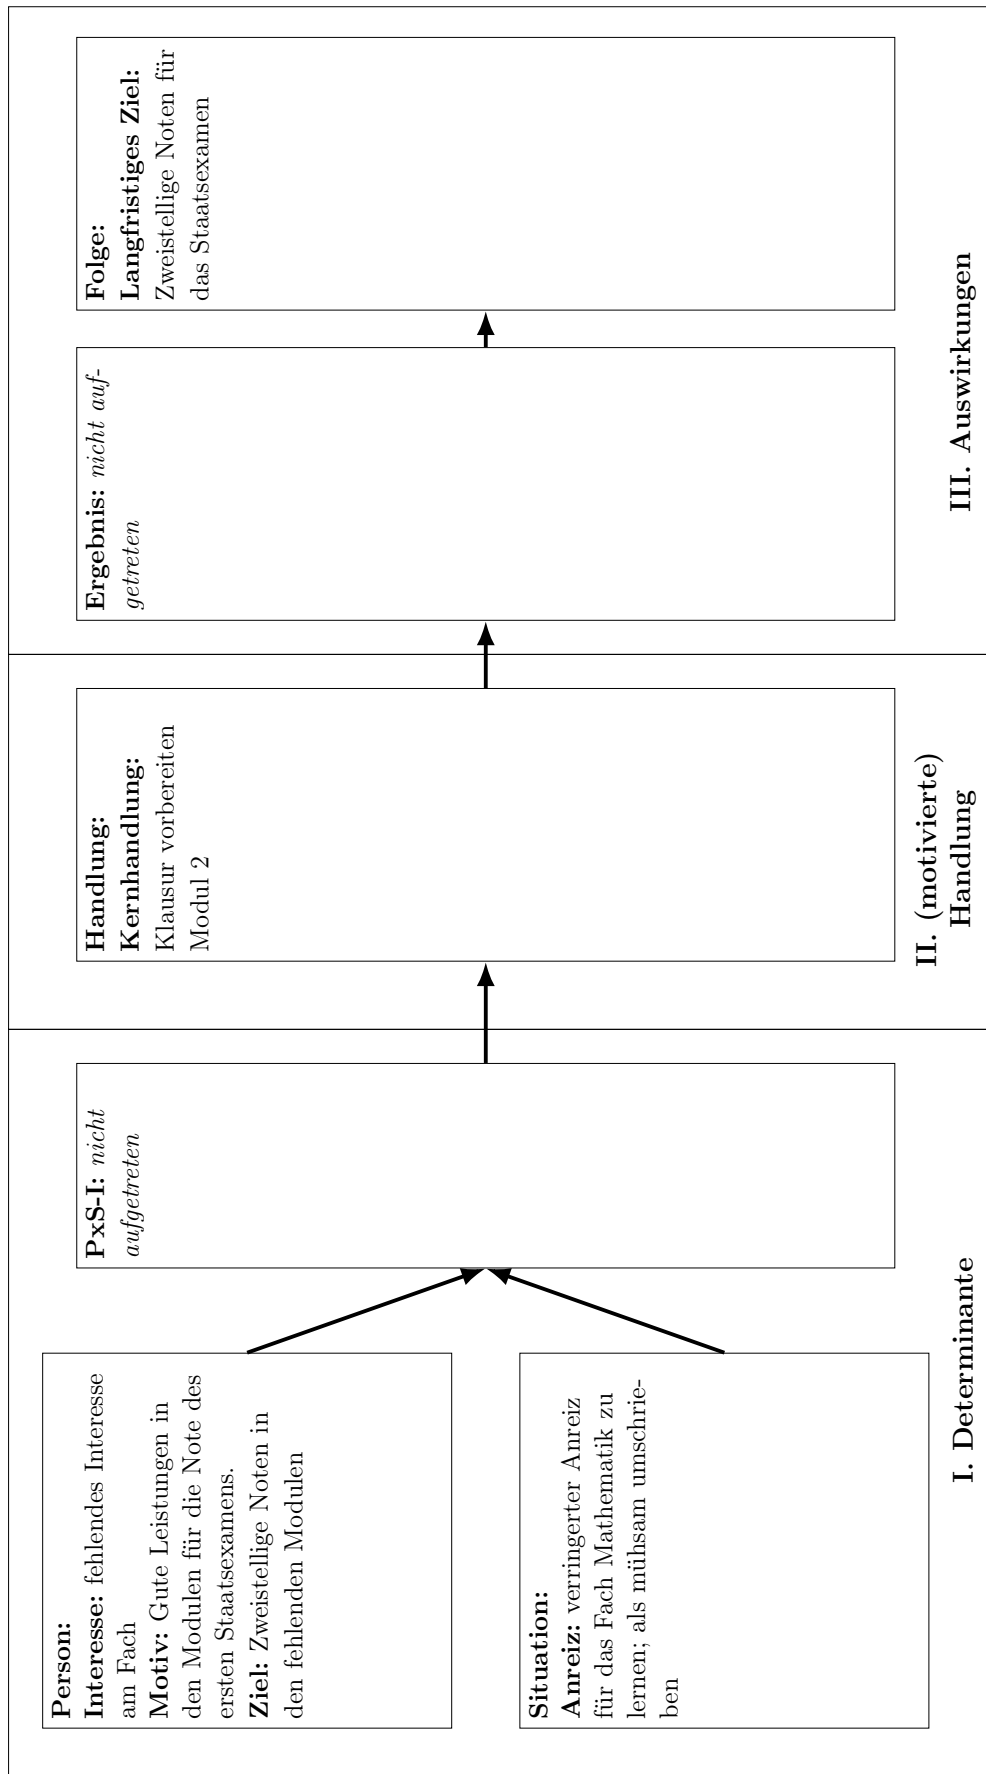 Person:
Interesse: fehlendes Interesse
am Fach
Motiv: Gute Leistungen in
den Modulen für die Note des
ersten Staatsexamens.
Ziel: Zweistellige Noten in
den fehlenden Modulen
Situation:
Anreiz: verringerter Anreiz
für das Fach Mathematik zu
lernen; als mühsam umschrie-
ben
PxS-I: nicht
aufgetreten
I. Determinante
Handlung:
Kernhandlung:
Klausur vorbereiten
Modul 2
II. (motivierte)
Handlung
Ergebnis: nicht auf-
getreten
Folge:
Langfristiges Ziel:
Zweistellige Noten für
das Staatsexamen
III. Auswirkungen